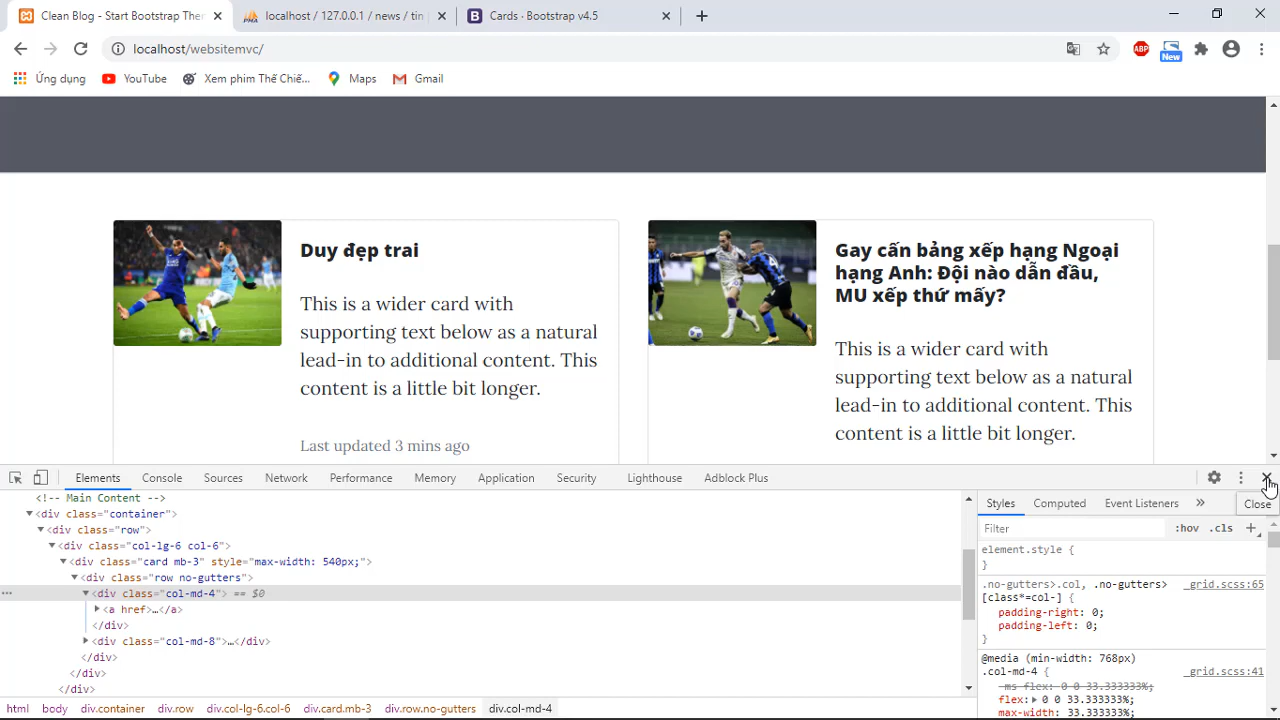 Clean Blog - Start Bootstrap The
localhost / 127.0.0.1 / news / tin
Cards · Bootstrap v4.5
localhost/websitemvc/
ABP
New
Ứng dụng
YouTube
Xem phim Thế Chiế...
Maps
Gmail
Duy đẹp trai
This is a wider card with
supporting text below as a natural
lead-in to additional content. This
content is a little bit longer.
Last updated 3 mins ago
Gay cấn bảng xếp hạng Ngoại
hạng Anh: Đội nào dẫn đầu,
MU xếp thứ mấy?
This is a wider card with
supporting text below as a natural
lead-in to additional content. This
content is a little bit longer.
Elements
Console
Sources
Network
Performance
Memory
Application
Security
Lighthouse
Adblock Plus
Close
<!-- Main Content -->
<div class="container">
<div class="row">
<div class="col-lg-6 col-6">
<div class="card mb-3" style="max-width: 540px;">
<div class="row no-gutters">
... <div class="col-md-4"> == $0
<a href>…</a>
</div>
<div class="col-md-8">…</div>
</div>
</div>
</div>
html body div.container div.row div.col-lg-6.col-6 div.card.mb-3 div.row.no-gutters div.col-md-4
Styles
Computed
Event Listeners
»
Filter
:hov .cls +
element.style {
}
.no-gutters>.col, .no-gutters> _grid.scss:65
[class*=col-] {
padding-right: 0;
padding-left: 0;
}
@media (min-width: 768px)
.col-md-4 { _grid.scss:41
-ms-flex: 0 0 33.333333%;
flex: 0 0 33.333333%;
max-width: 33.333333%;